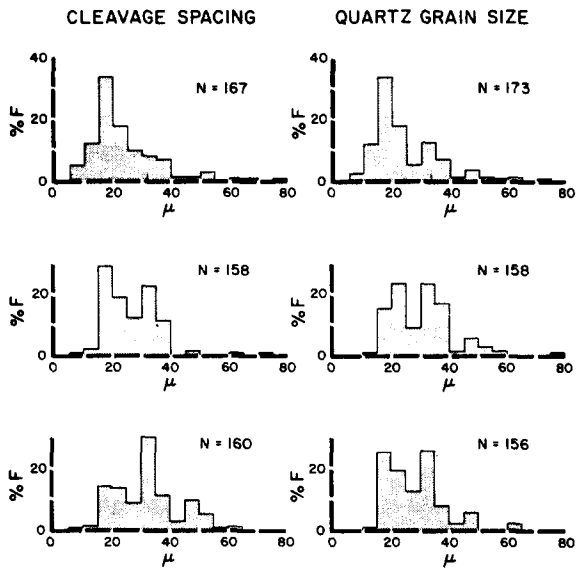 CLEAVAGE SPACING QUARTZ GRAIN SIZE
40 40
N = 167 N = 173
%F 20 %F 20
0 0
0 20 40 60 80 0 20 40 60 80
μ μ
N = 158 N = 158
%F 20 %F 20
0 0
0 20 40 60 80 0 20 40 60 80
μ μ
N = 160 N = 156
%F 20 %F 20
0 0
0 20 40 60 80 0 20 40 60 80
μ μ